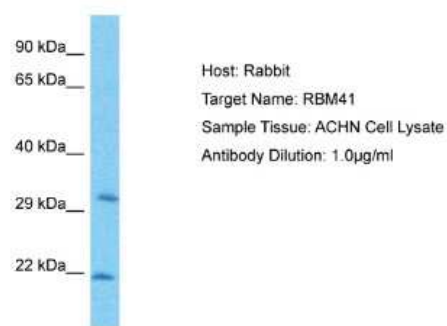 90 kDa
65 kDa
40 kDa
29 kDa
22 kDa
Host: Rabbit
Target Name: RBM41
Sample Tissue: ACHN Cell Lysate
Antibody Dilution: 1.0µg/ml